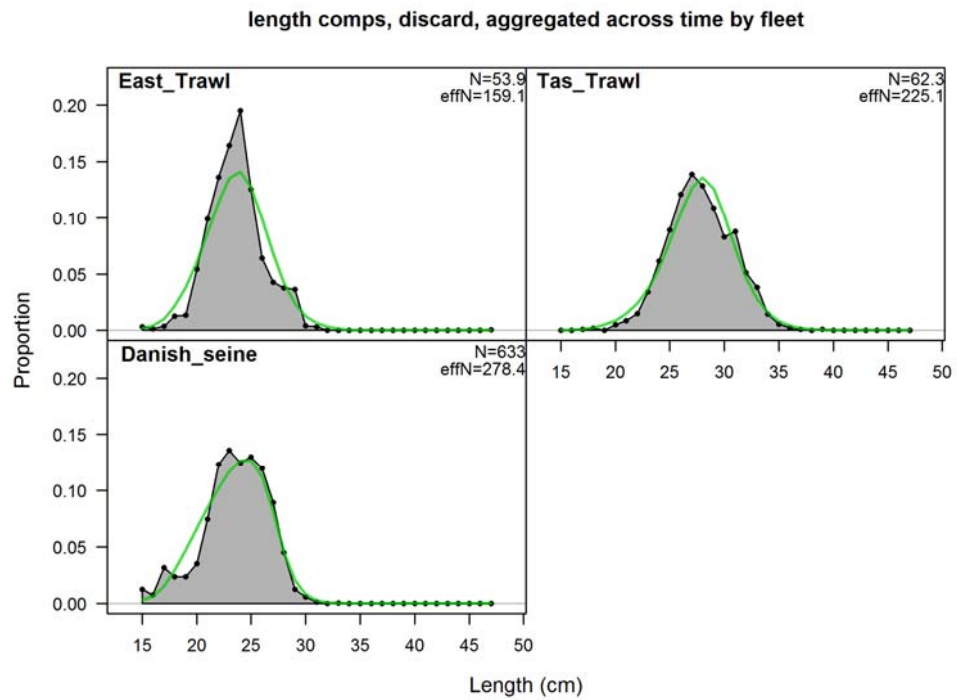 length comps, discard, aggregated across time by fleet
East_Trawl
N=53.9
effN=159.1
Tas_Trawl
N=62.3
effN=225.1
0.20
0.15
0.10
0.05
0.00
Danish_seine
N=633
effN=278.4
15 20 25 30 35 40 45 50
0.20
0.15
0.10
0.05
0.00
15 20 25 30 35 40 45 50
Proportion
Length (cm)